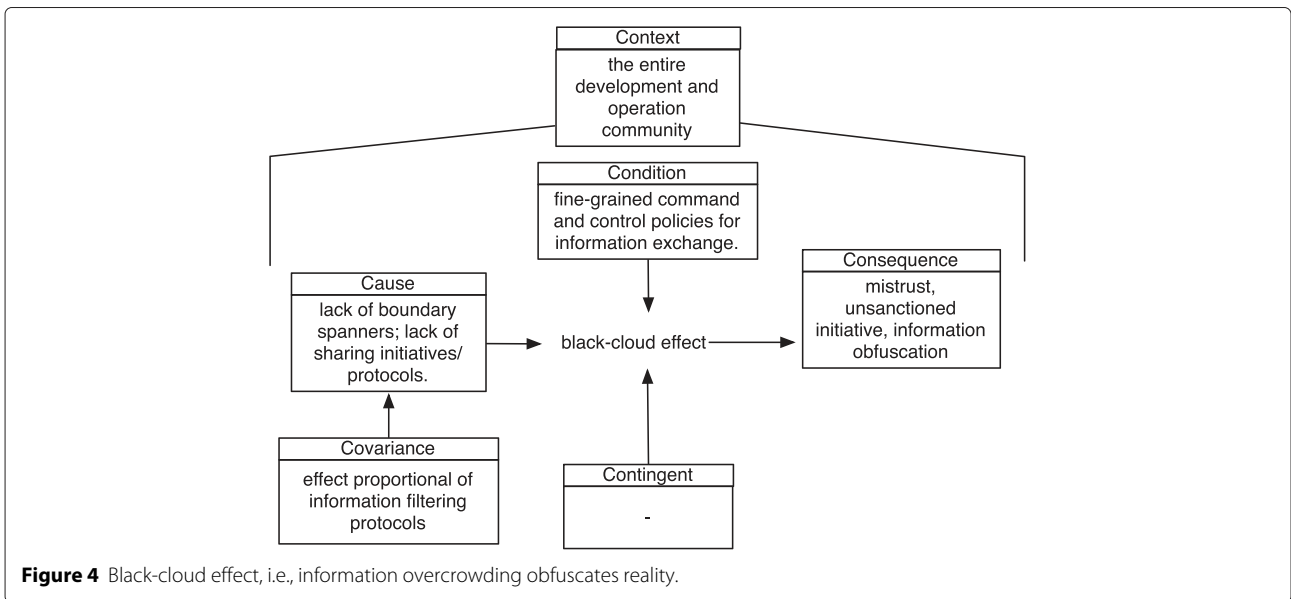 Context
the entire
development and
operation
community
Condition
fine-grained command
and control policies for
information exchange.
Cause
lack of boundary
spanners; lack of
sharing initiatives/
protocols.
black-cloud effect
Consequence
mistrust,
unsanctioned
initiative, information
obfuscation
Covariance
effect proportional of
information filtering
protocols
Contingent
-
Figure 4 Black-cloud effect, i.e., information overcrowding obfuscates reality.